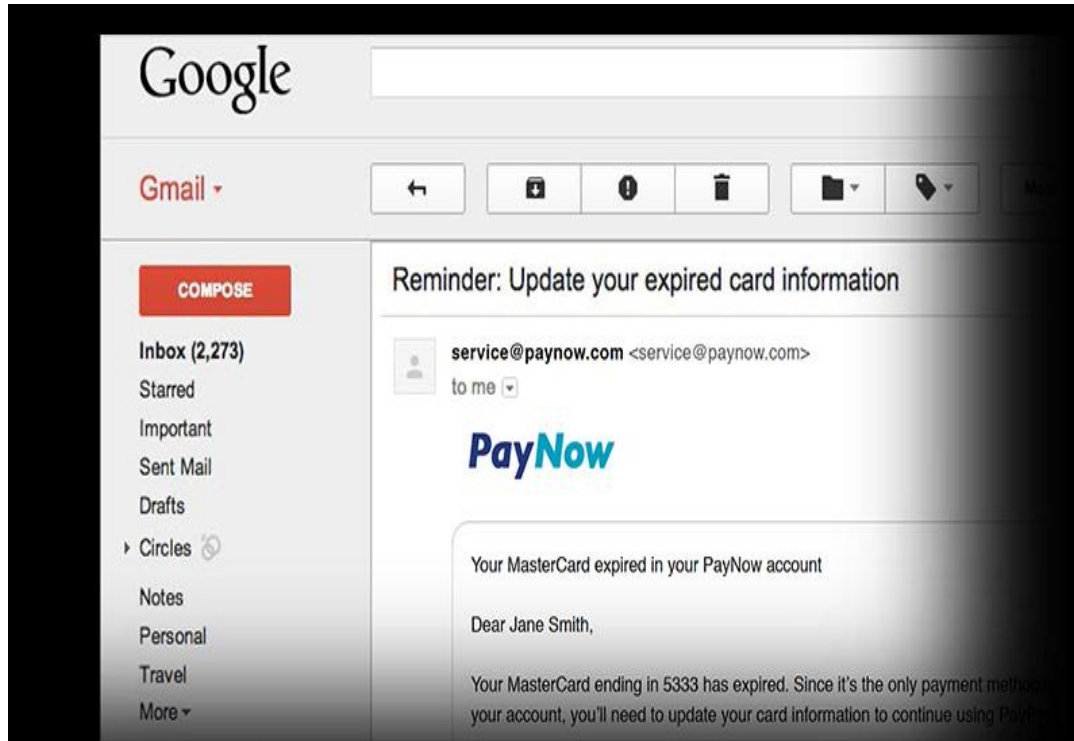 Google
Gmail
More
COMPOSE
Inbox (2,273)
Starred
Important
Sent Mail
Drafts
Circles
Notes
Personal
Travel
More
Reminder: Update your expired card information
service@paynow.com <service@paynow.com>
to me
PayNow
Your MasterCard expired in your PayNow account
Dear Jane Smith,
Your MasterCard ending in 5333 has expired. Since it's the only payment method
your account, you'll need to update your card information to continue using